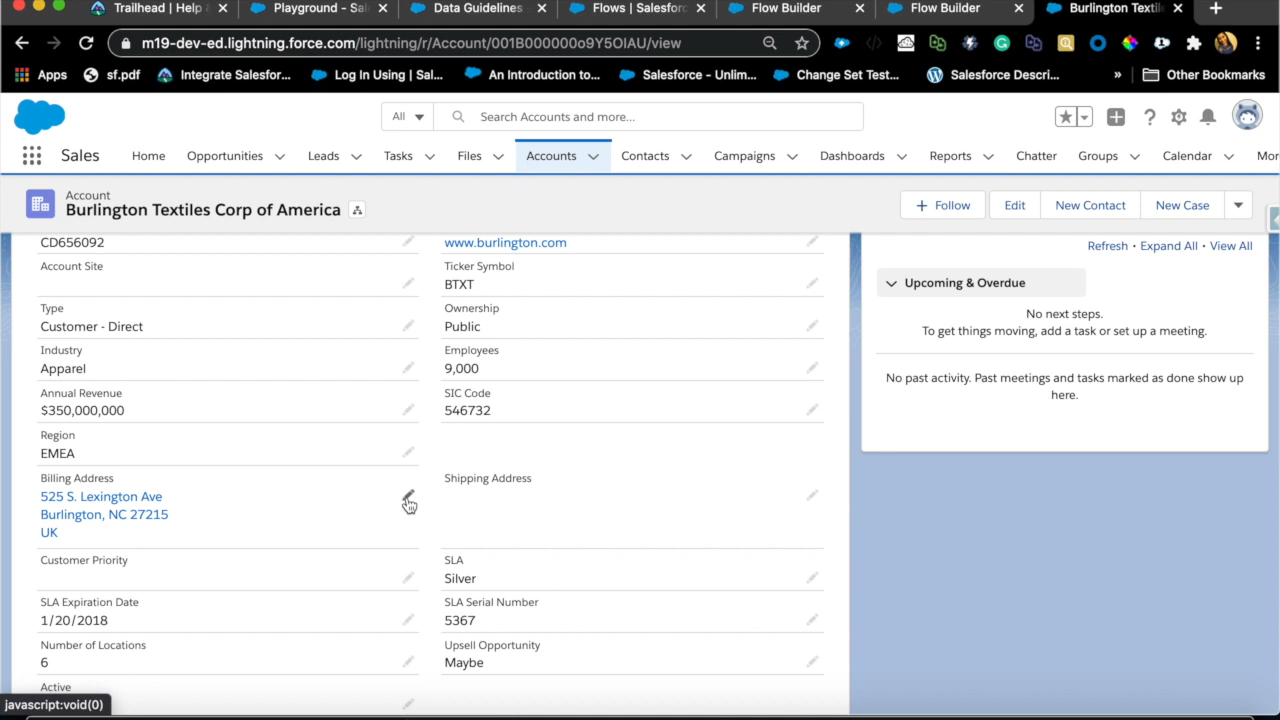 Trailhead | Help &
Playground - Sal
Data Guidelines
Flows | Salesforc
Flow Builder
Flow Builder
Burlington Textile
m19-dev-ed.lightning.force.com/lightning/r/Account/001B000000o9Y5OIAU/view
Apps
sf.pdf
Integrate Salesfor...
Log In Using | Sal...
An Introduction to...
Salesforce - Unlim...
Change Set Test...
Salesforce Descri...
»
Other Bookmarks
All
Search Accounts and more...
Sales
Home
Opportunities
Leads
Tasks
Files
Accounts
Contacts
Campaigns
Dashboards
Reports
Chatter
Groups
Calendar
Mor
Account
Burlington Textiles Corp of America
+ Follow
Edit
New Contact
New Case
CD656092
www.burlington.com
Account Site
Ticker Symbol
BTXT
Type
Customer - Direct
Ownership
Public
Industry
Apparel
Employees
9,000
Annual Revenue
$350,000,000
SIC Code
546732
Region
EMEA
Billing Address
525 S. Lexington Ave
Burlington, NC 27215
UK
Shipping Address
Customer Priority
SLA
Silver
SLA Expiration Date
1/20/2018
SLA Serial Number
5367
Number of Locations
6
Upsell Opportunity
Maybe
Active
Refresh • Expand All • View All
Upcoming & Overdue
No next steps.
To get things moving, add a task or set up a meeting.
No past activity. Past meetings and tasks marked as done show up
here.
javascript:void(0)